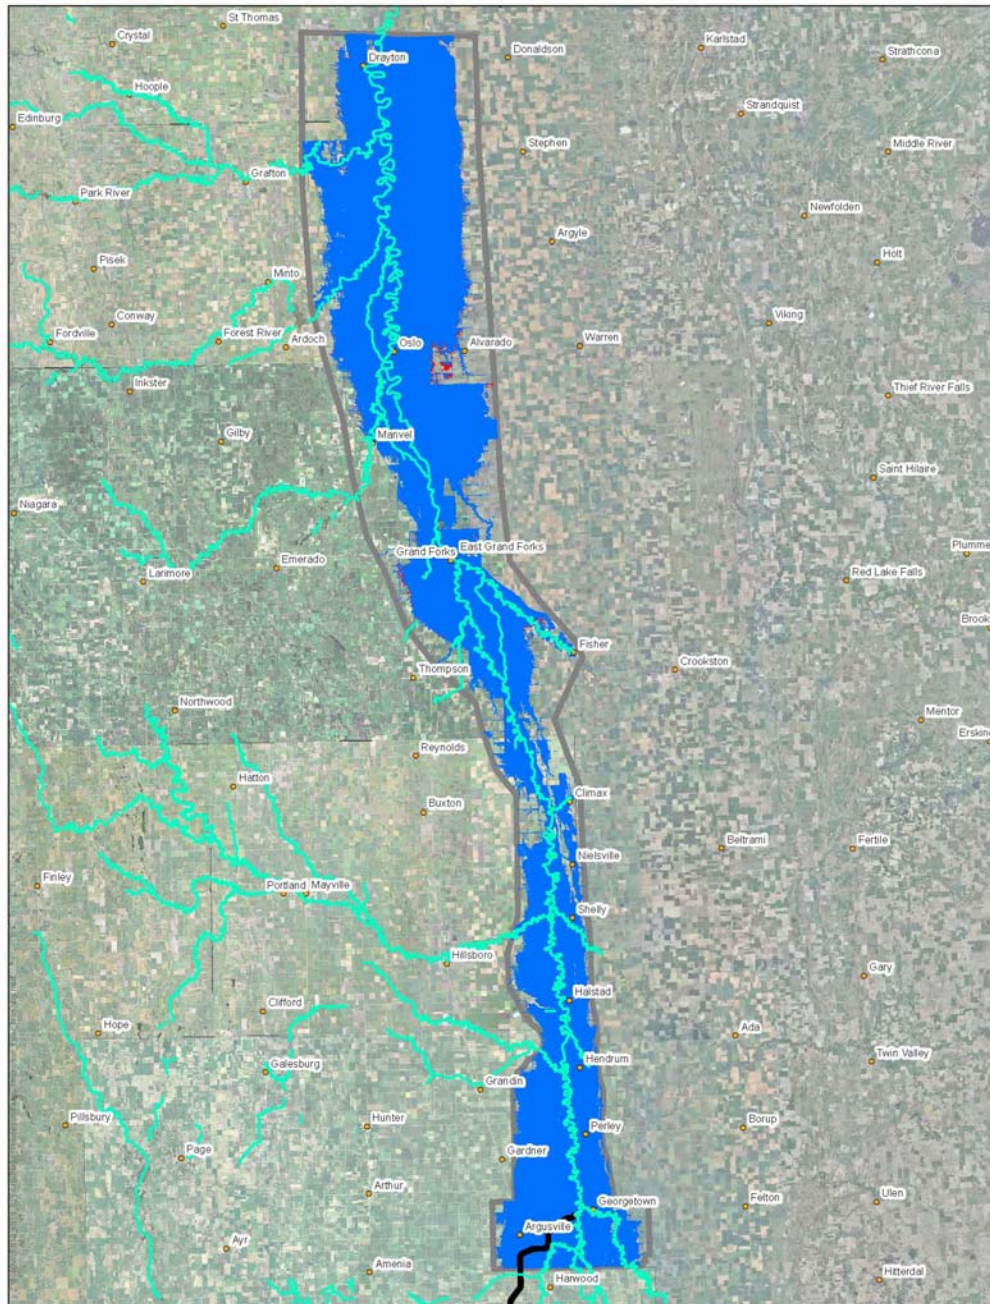 St Thomas
Crystal
Karlstad
Donaldson
Strathcona
Drayton
Hoople
Strandquist
Edinburg
Stephen
Middle River
Grafton
Park River
Newfolden
Argyle
Pisek
Holt
Minto
Conway
Viking
Fordville
Forest River
Ardoch
Oslo
Alvarado
Warren
Inkster
Thief River Falls
Gilby
Manvel
Saint Hilaire
Niagara
Grand Forks
East Grand Forks
Plumme
Larimore
Emerado
Red Lake Falls
Brook
Fisher
Thompson
Crookston
Northwood
Mentor
Erskin
Reynolds
Hatton
Climax
Buxton
Beltrami
Fertile
Nielsville
Finley
Portland
Mayville
Shelly
Hillsboro
Gary
Halstad
Clifford
Hope
Ada
Hendrum
Twin Valley
Galesburg
Grandin
Pillsbury
Hunter
Perley
Borup
Page
Gardner
Arthur
Georgetown
Felton
Ulen
Argusville
Ayr
Amenia
Harwood
Hitterdal